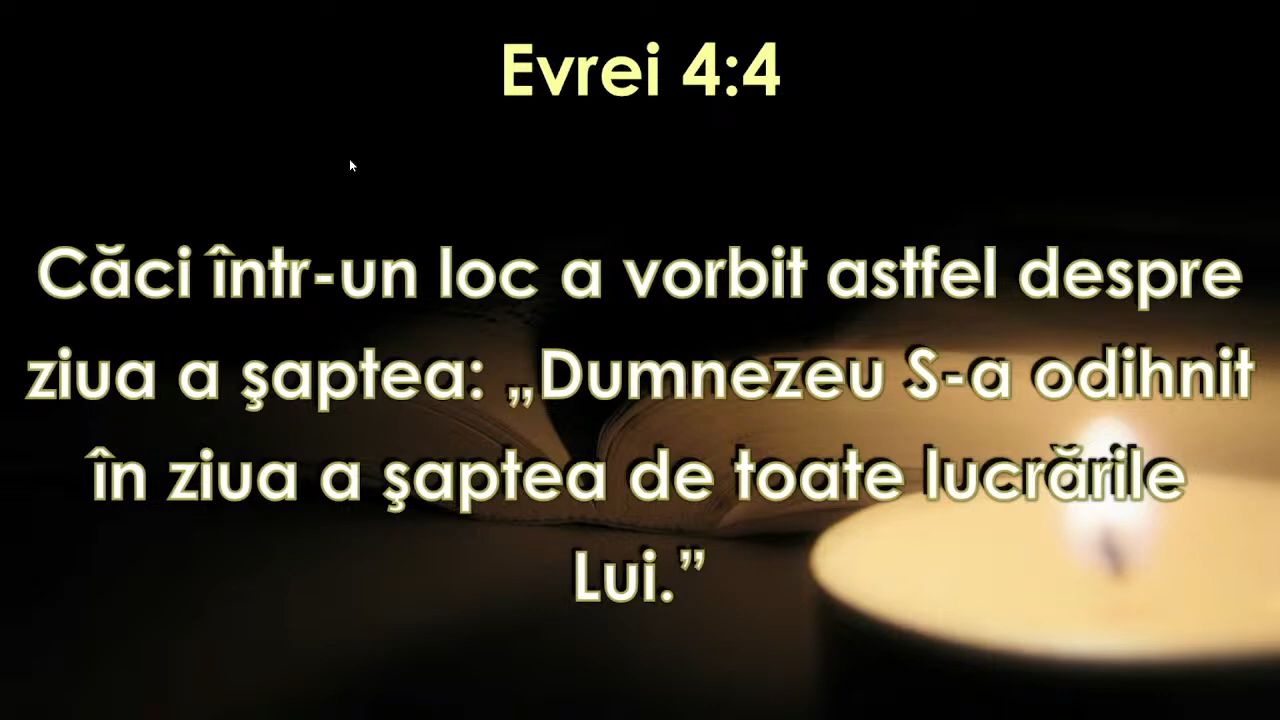 Evrei 4:4
Căci într-un loc a vorbit astfel despre
ziua a şaptea: „Dumnezeu S-a odihnit
în ziua a şaptea de toate lucrările
Lui.”